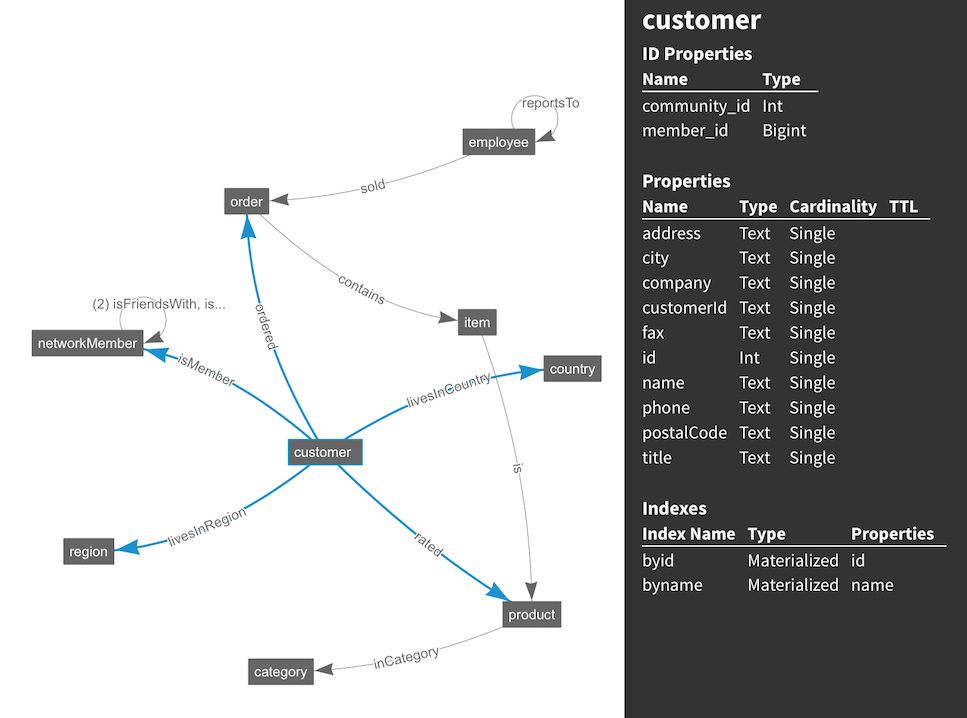 reportsTo
employee
sold
order
contains
(2) isFriendsWith, is...
item
ordered
networkMember
isMember
country
livesInCountry
customer
is
livesInRegion
rated
region
product
inCategory
category
customer
ID Properties
Name Type
community_id Int
member_id Bigint
Properties
Name Type Cardinality TTL
address Text Single
city Text Single
company Text Single
customerId Text Single
fax Text Single
id Int Single
name Text Single
phone Text Single
postalCode Text Single
title Text Single
Indexes
Index Name Type Properties
byid Materialized id
byname Materialized name